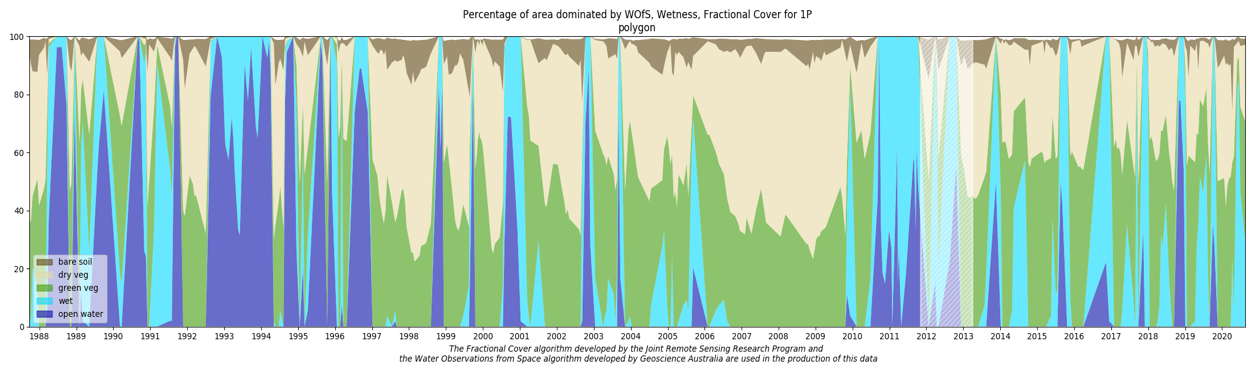 Percentage of area dominated by WOfS, Wetness, Fractional Cover for 1P
polygon
100
80
60
40
20
0
bare soil
dry veg
green veg
wet
open water
1988 1989 1990 1991 1992 1993 1994 1995 1996 1997 1998 1999 2000 2001 2002 2003 2004 2005 2006 2007 2008 2009 2010 2011 2012 2013 2014 2015 2016 2017 2018 2019 2020
The Fractional Cover algorithm developed by the Joint Remote Sensing Research Program and
the Water Observations from Space algorithm developed by Geoscience Australia are used in the production of this data